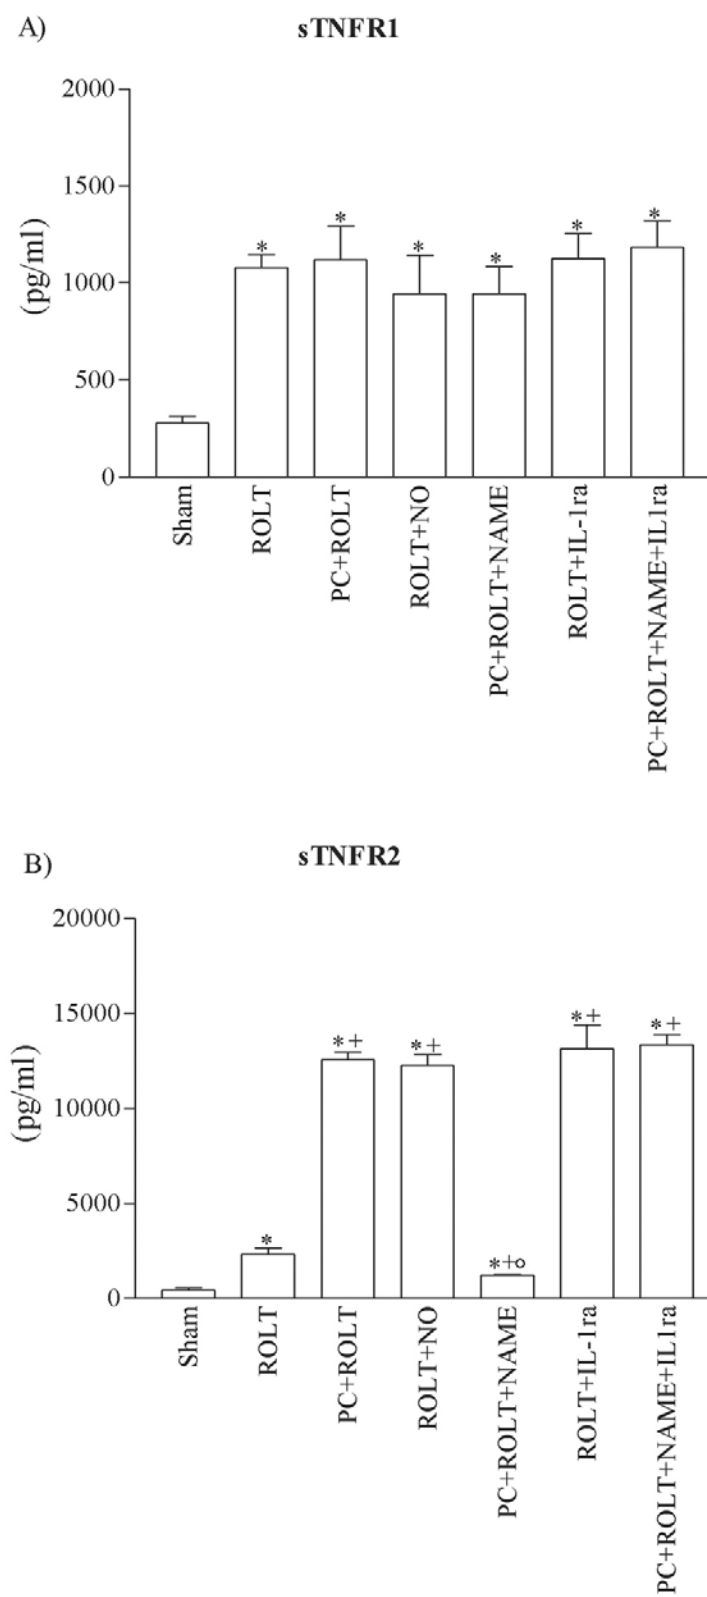 A)
sTNFR1
2000
1500
1000
500
0
(pg/ml)
*
*
*
*
*
*
Sham
ROLT
PC+ROLT
ROLT+NO
PC+ROLT+NAME
ROLT+IL-1ra
PC+ROLT+NAME+IL1ra
B)
sTNFR2
20000
15000
10000
5000
0
(pg/ml)
*
*+
*+
*+o
*+
*+
Sham
ROLT
PC+ROLT
ROLT+NO
PC+ROLT+NAME
ROLT+IL-1ra
PC+ROLT+NAME+IL1ra